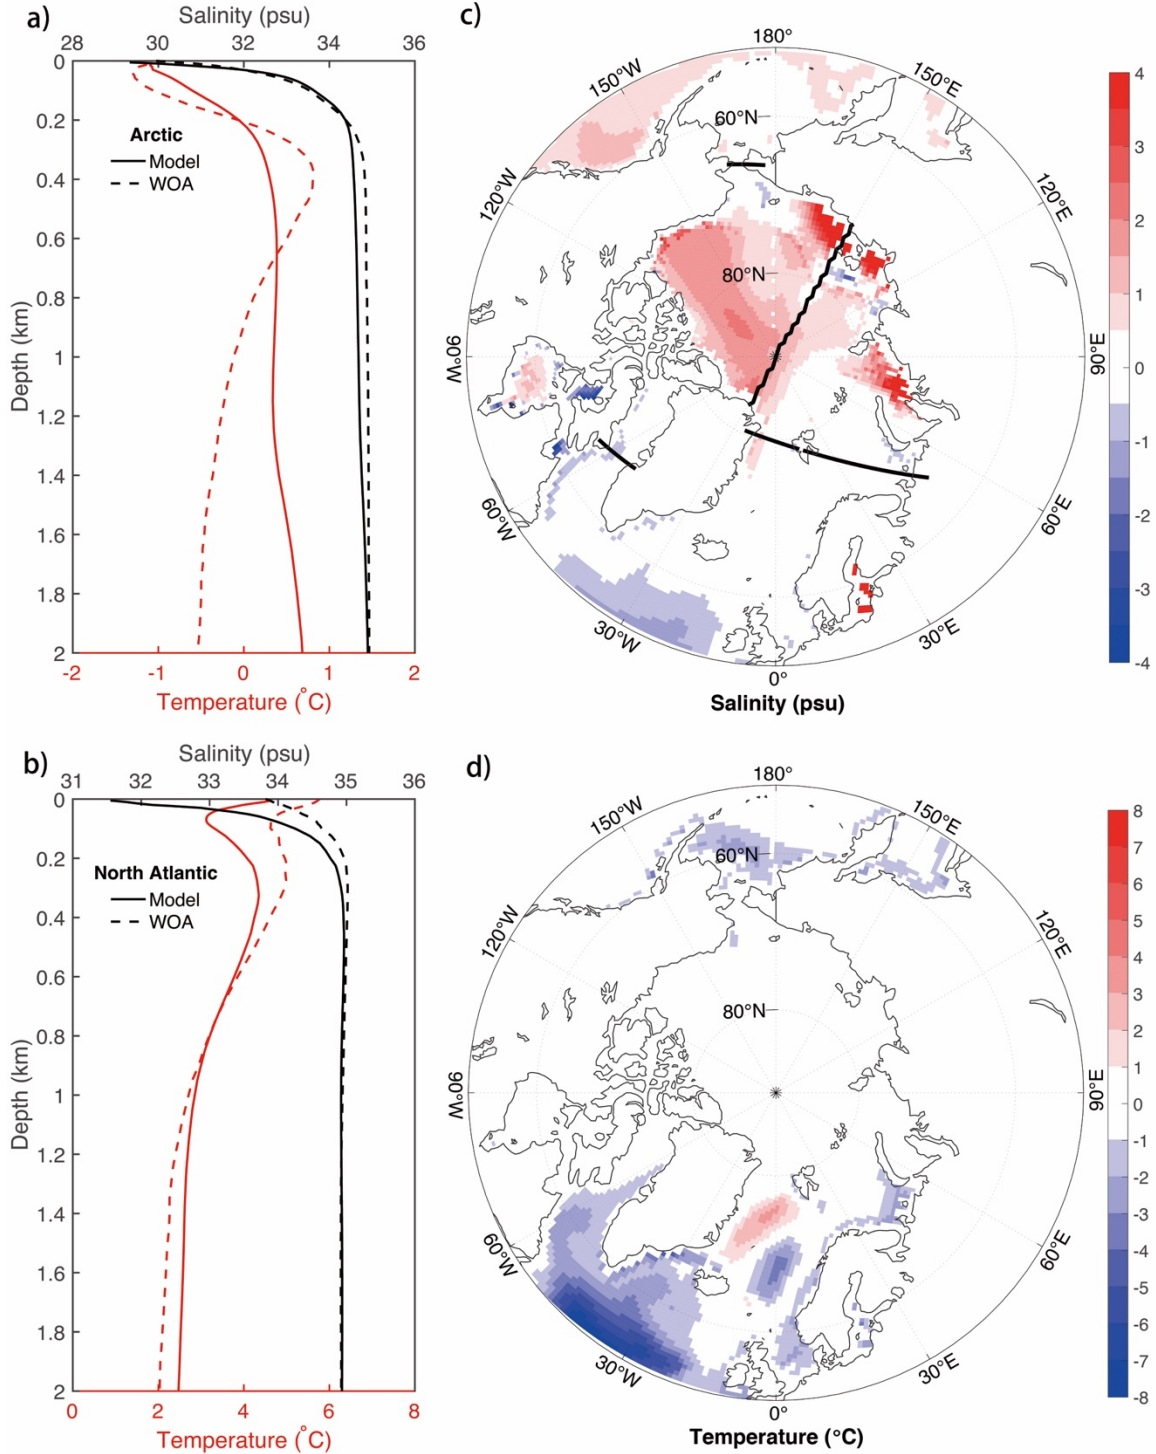 a)
Salinity (psu)
28 30 32 34 36
0
0.2
0.4
0.6
0.8
1
1.2
1.4
1.6
1.8
2
Depth (km)
Arctic
Model
WOA
-2 -1 0 1 2
Temperature (°C)
c)
180°
150°W 150°E
60°N
120°W 120°E
80°N
90°W 90°E
60°W 60°E
30°W 30°E
0°
Salinity (psu)
4
3
2
1
0
-1
-2
-3
-4
b)
Salinity (psu)
31 32 33 34 35 36
0
0.2
0.4
0.6
0.8
1
1.2
1.4
1.6
1.8
2
Depth (km)
North Atlantic
Model
WOA
0 2 4 6 8
Temperature (°C)
d)
180°
150°W 150°E
60°N
120°W 120°E
80°N
90°W 90°E
60°W 60°E
30°W 30°E
0°
Temperature (°C)
8
7
6
5
4
3
2
1
0
-1
-2
-3
-4
-5
-6
-7
-8